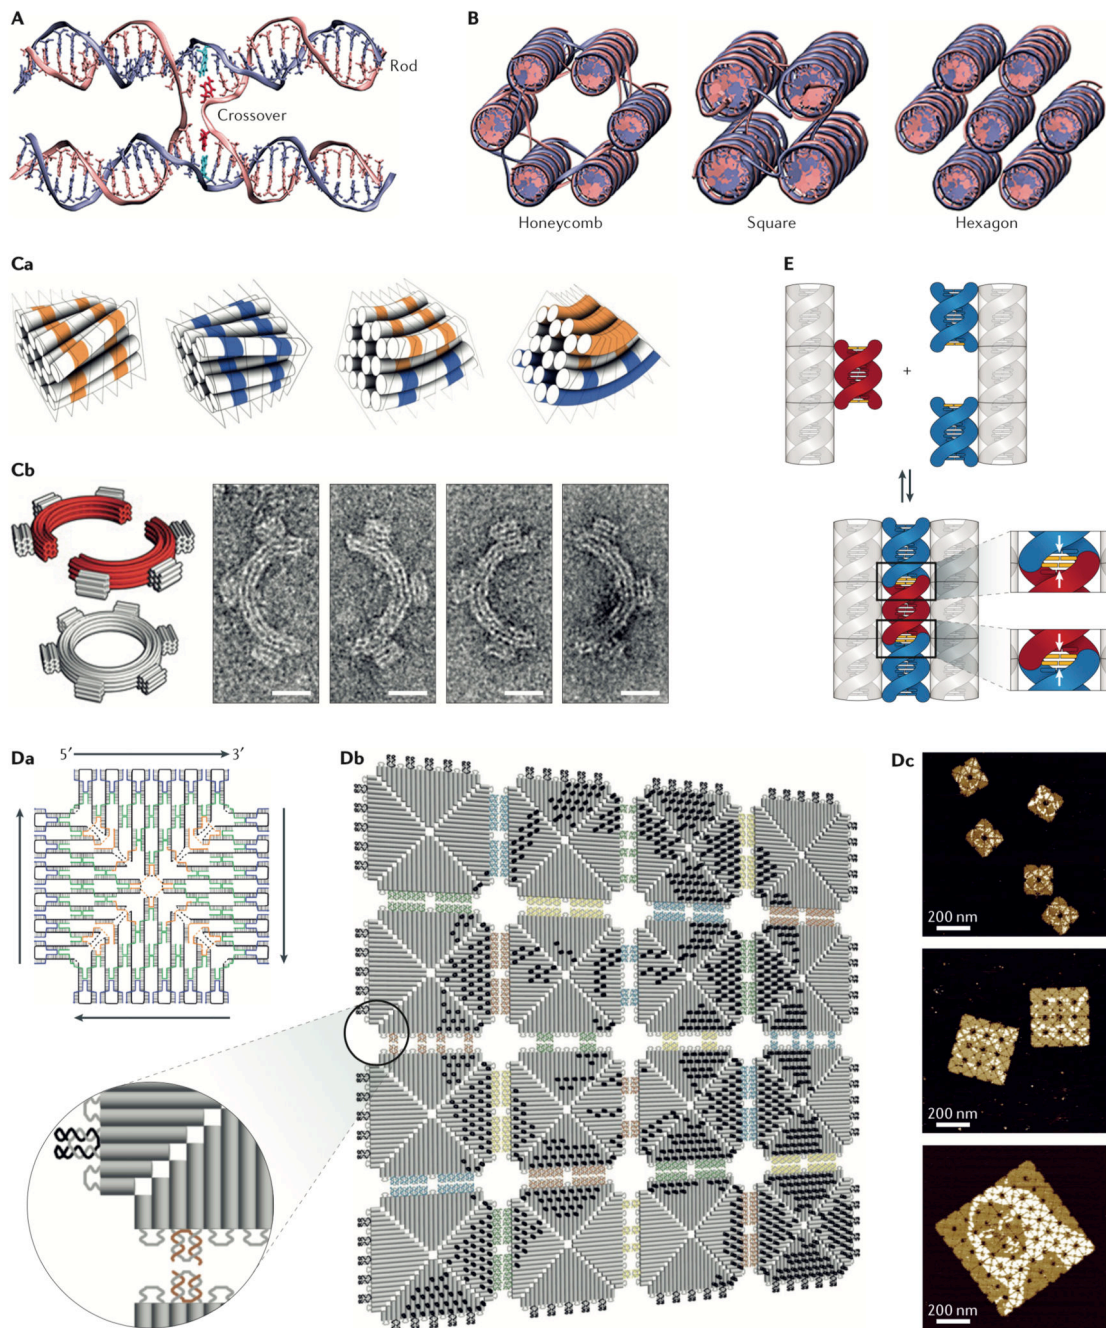 A
Rod
Crossover
B
Honeycomb
Square
Hexagon
Ca
E
+
Cb
Da
5′
3′
Db
Dc
200 nm
200 nm
200 nm